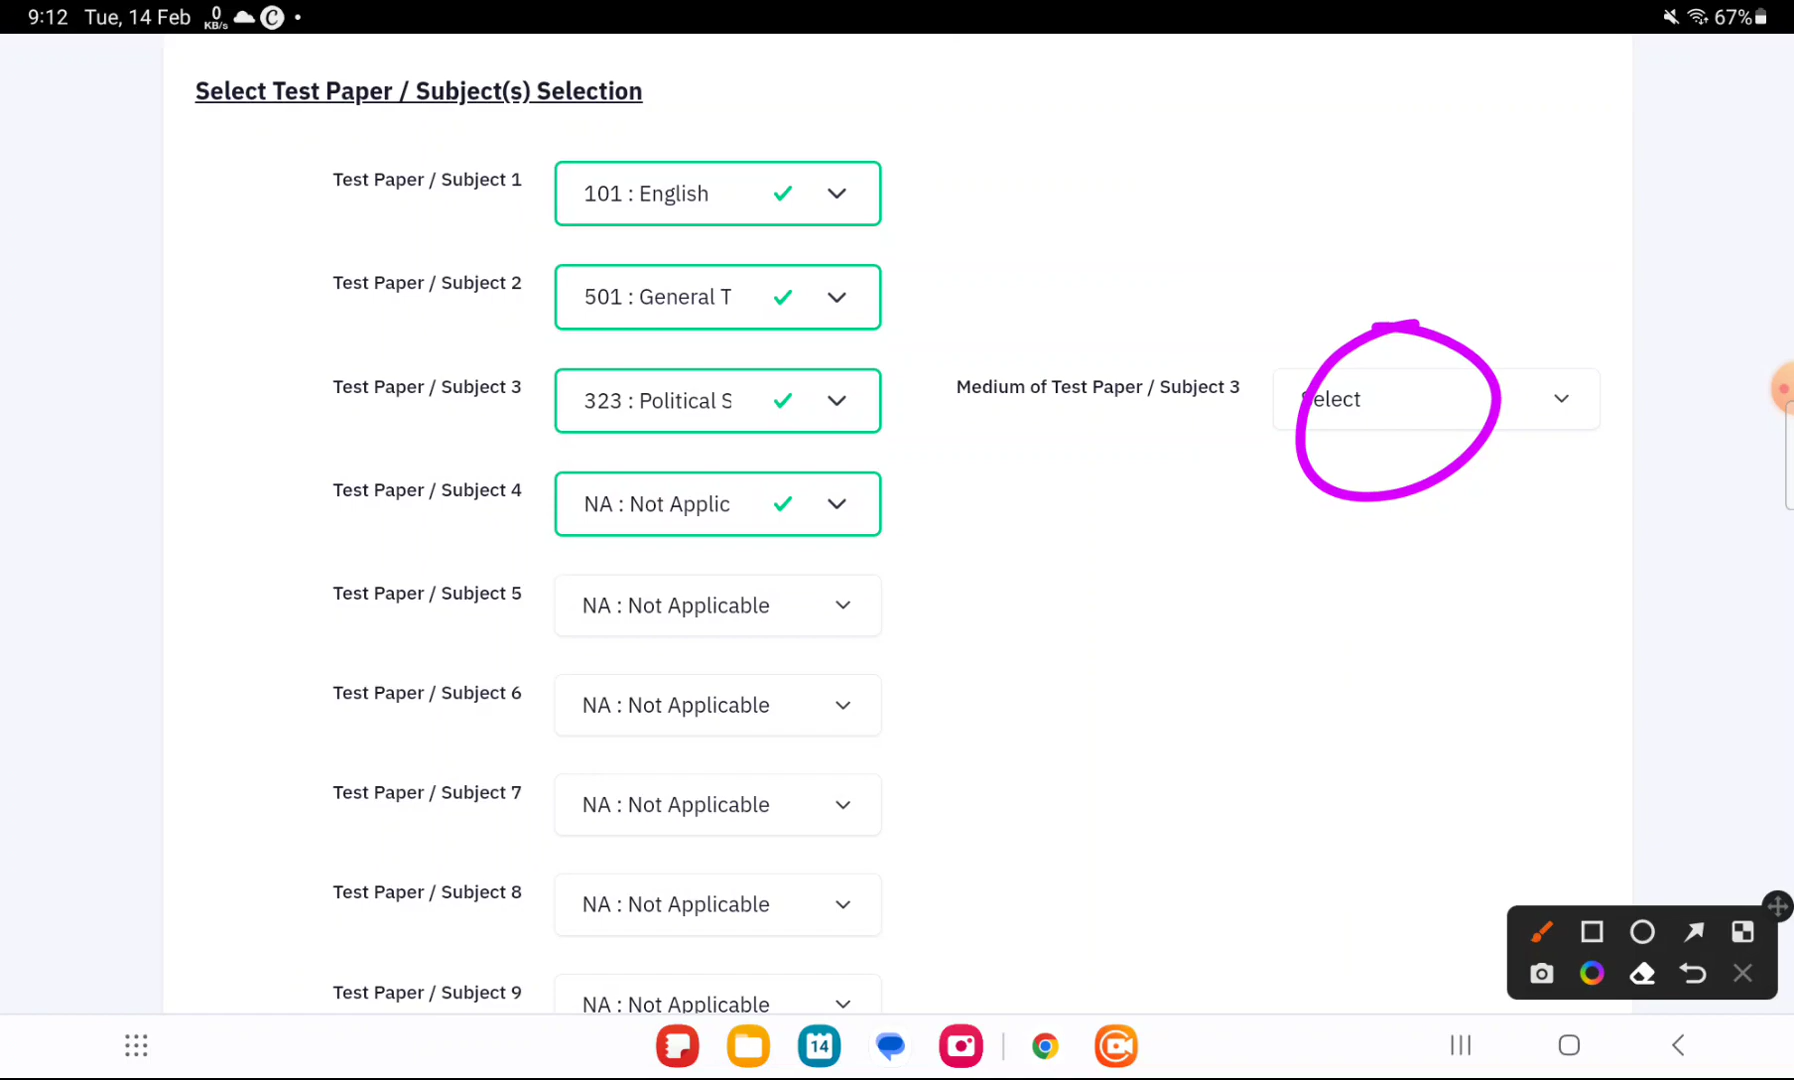 9:12 Tue, 14 Feb 0 KB/s C 67%
Select Test Paper / Subject(s) Selection
Test Paper / Subject 1 101 : English
Test Paper / Subject 2 501 : General T
Test Paper / Subject 3 323 : Political S Medium of Test Paper / Subject 3 Select
Test Paper / Subject 4 NA : Not Applic
Test Paper / Subject 5 NA : Not Applicable
Test Paper / Subject 6 NA : Not Applicable
Test Paper / Subject 7 NA : Not Applicable
Test Paper / Subject 8 NA : Not Applicable
Test Paper / Subject 9 NA : Not Applicable
14